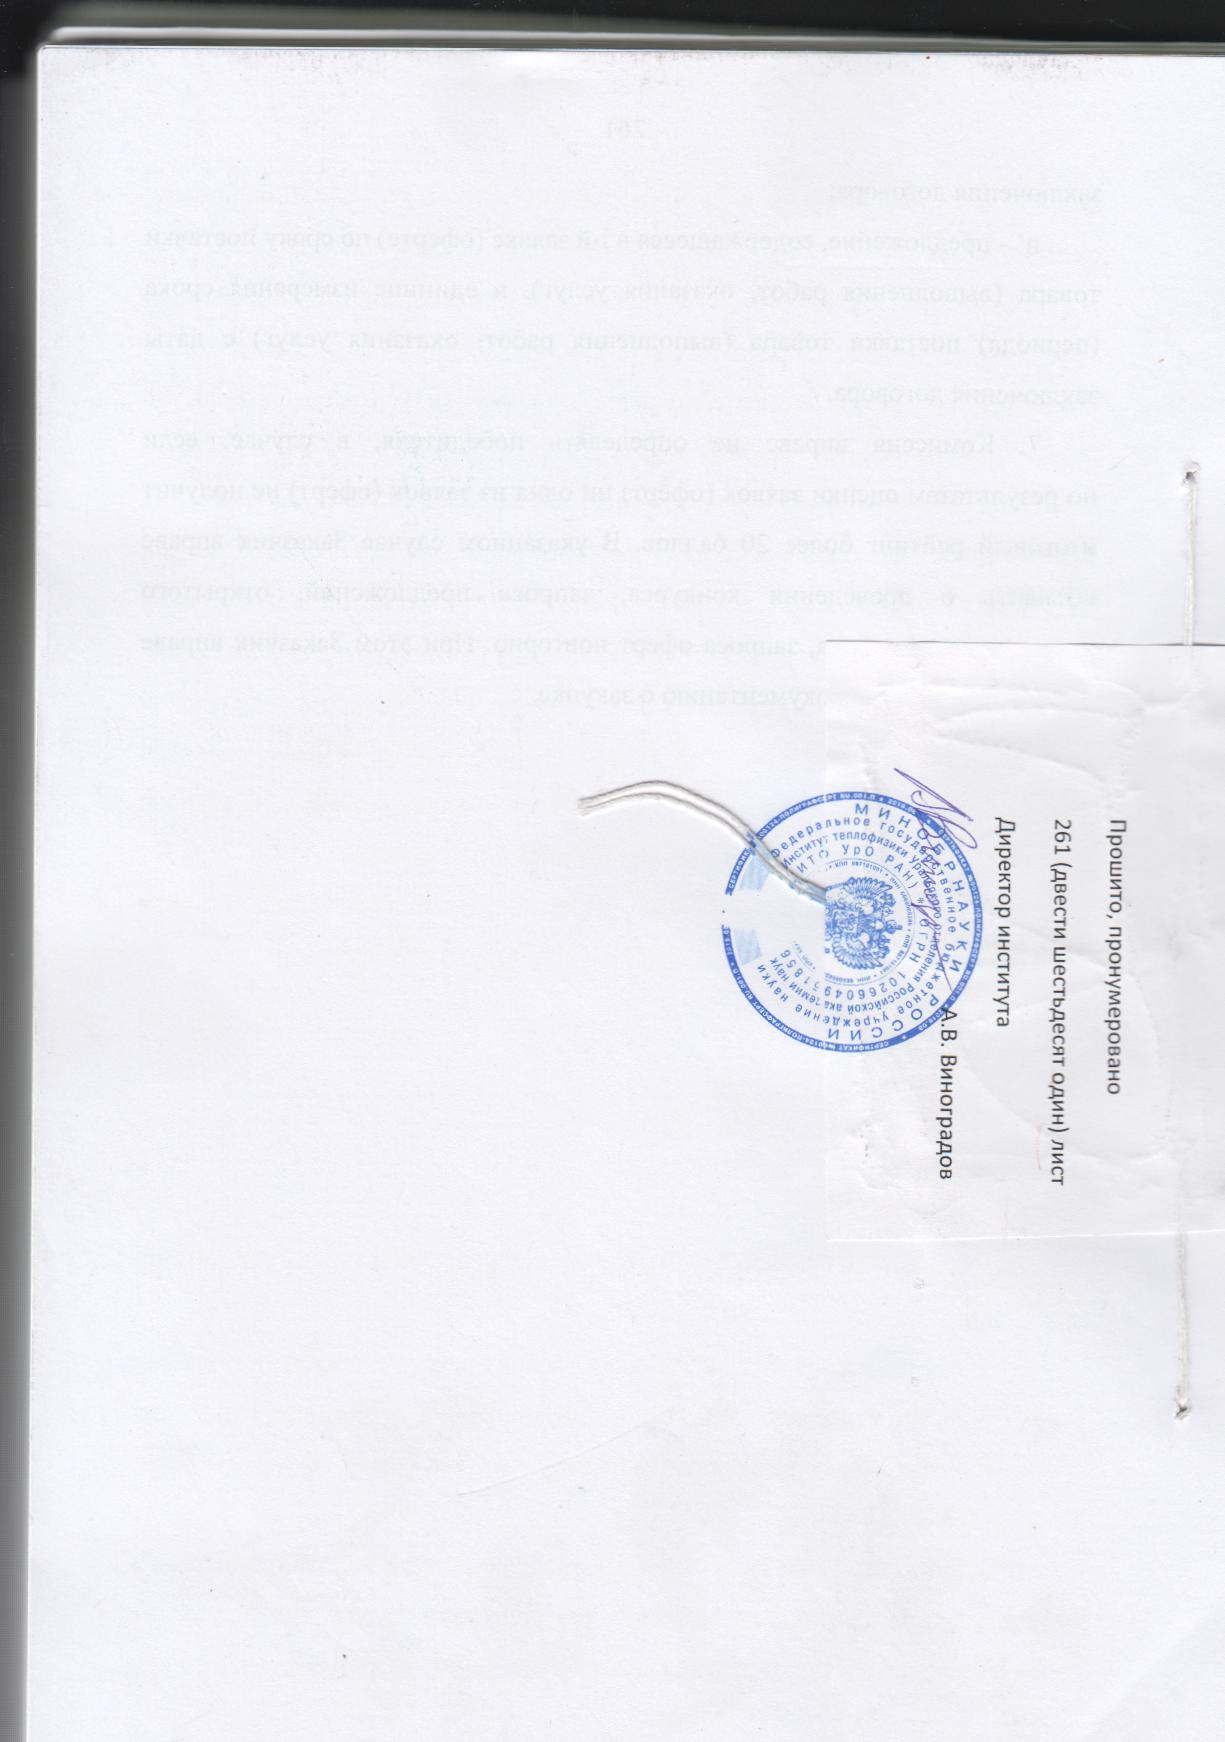 Прошито, пронумеровано
261 (двести шестьдесят один) лист
Директор института
А.В. Виноградов
МИНОБРНАУКИ РОССИИ
Федеральное государственное бюджетное учреждение науки
Институт теплофизики Уральского отделения Российской академии наук
(ИТФ УрО РАН) * ОГРН 1026604951856
261
заключения договора;
предложение, содержащееся в i-й заявке (оферте) по сроку поставки
товара (выполнения работ, оказания услуг), в единице измерения срока
(периода) поставки товара (выполнения работ, оказания услуг) с даты
заключения договора.
7. Комиссия вправе не определять победителя, в случае, если
по результатам оценки заявок (оферт) ни одна из заявок (оферт) не получит
итоговый рейтинг более 20 баллов. В указанном случае Заказчик вправе
о проведении конкурса, запроса предложений, открытого
запроса оферт повторно. При этом Заказчик вправе
документацию о закупке.